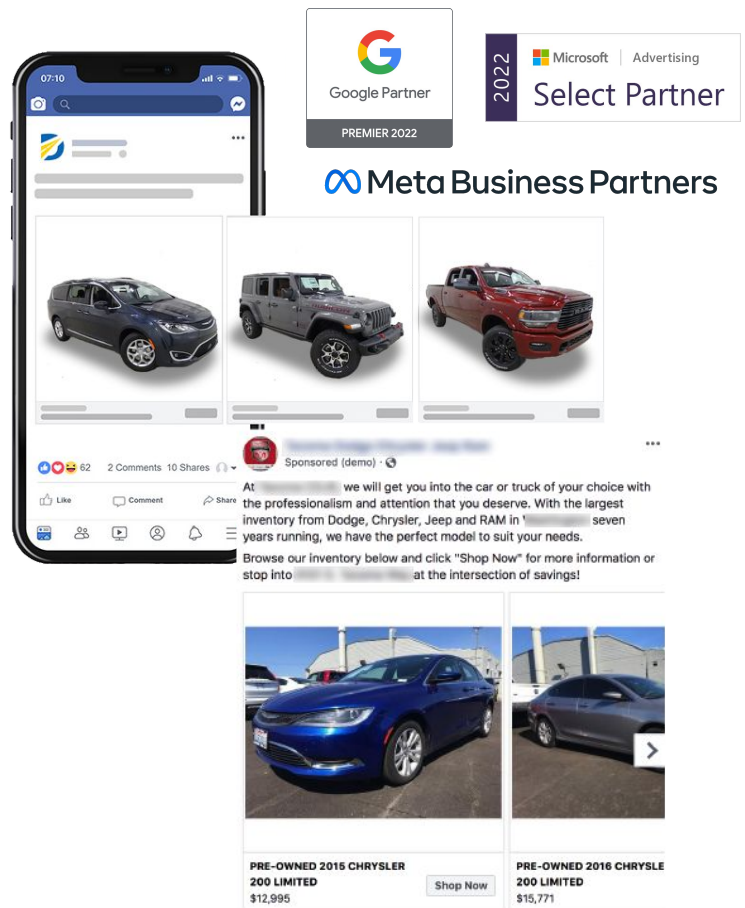 07:10
Google Partner
PREMIER 2022
2022
Microsoft
Advertising
Select Partner
Meta Business Partners
62
2 Comments 10 Shares
Like
Comment
Share
Sponsored (demo) ·
At we will get you into the car or truck of your choice with
the professionalism and attention that you deserve. With the largest
inventory from Dodge, Chrysler, Jeep and RAM in seven
years running, we have the perfect model to suit your needs.
Browse our inventory below and click "Shop Now" for more information or
stop into at the intersection of savings!
PRE-OWNED 2015 CHRYSLER
200 LIMITED
$12,995
Shop Now
PRE-OWNED 2016 CHRYSLE
200 LIMITED
$15,771